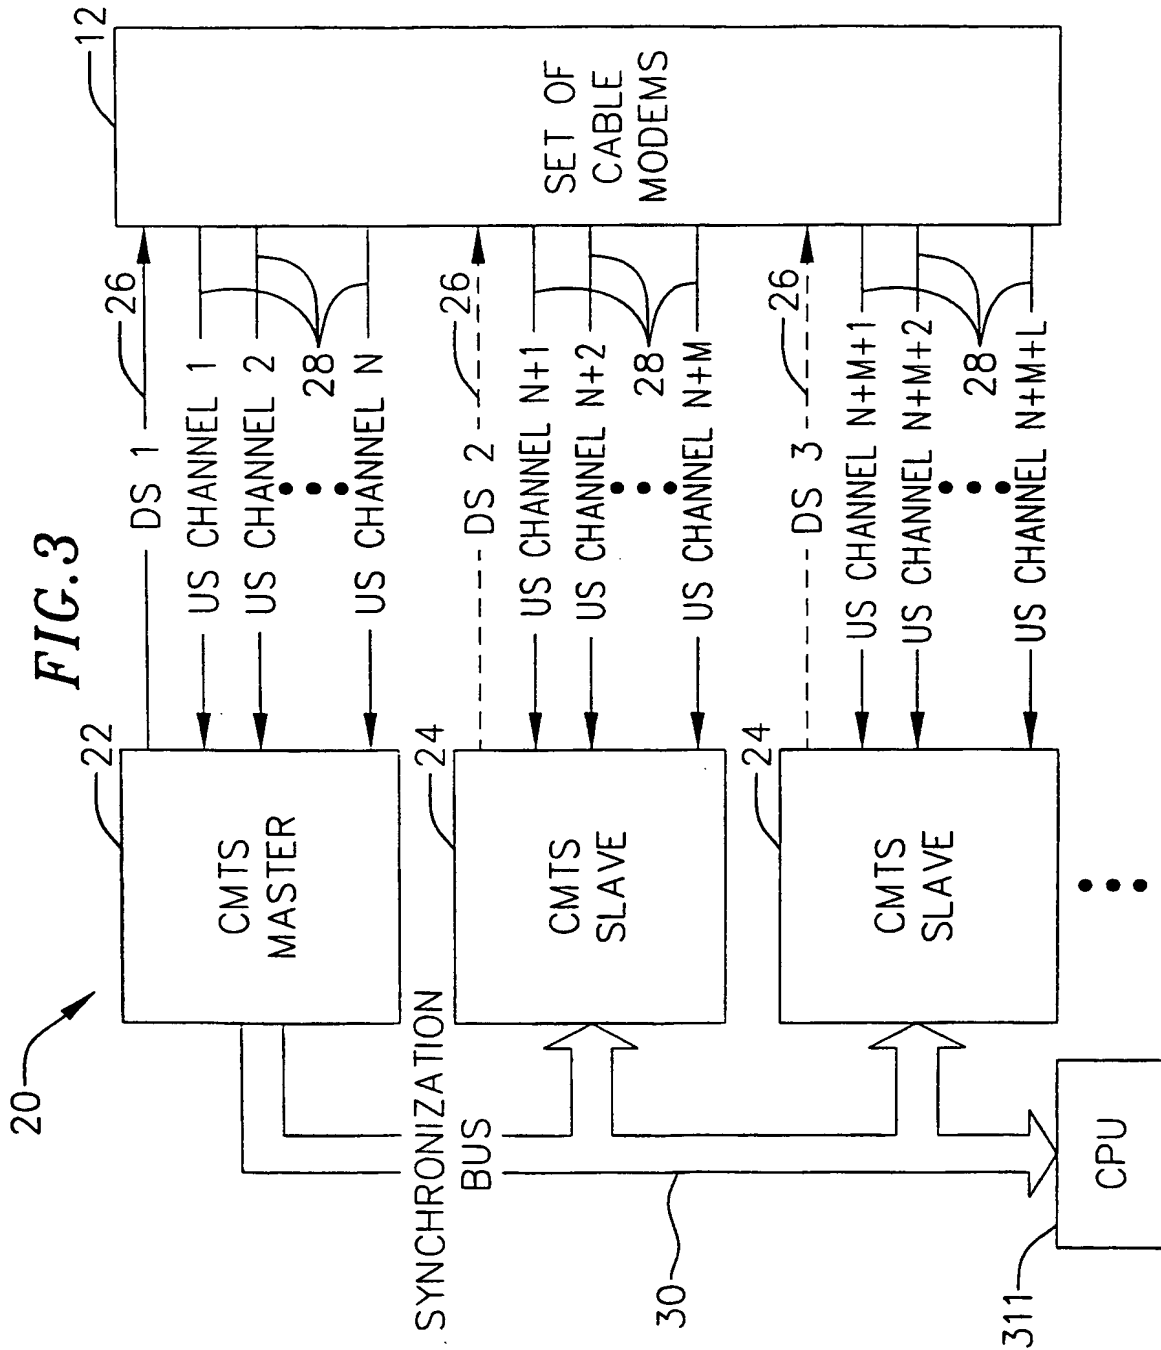 FIG.3
20
22
CMTS
MASTER
DS 1
26
12
US CHANNEL 1
US CHANNEL 2
US CHANNEL N
28
SET OF
CABLE
MODEMS
SYNCHRONIZATION
BUS
24
CMTS
SLAVE
DS 2
26
US CHANNEL N+1
US CHANNEL N+2
US CHANNEL N+M
28
30
24
CMTS
SLAVE
DS 3
26
US CHANNEL N+M+1
US CHANNEL N+M+2
US CHANNEL N+M+L
28
311
CPU